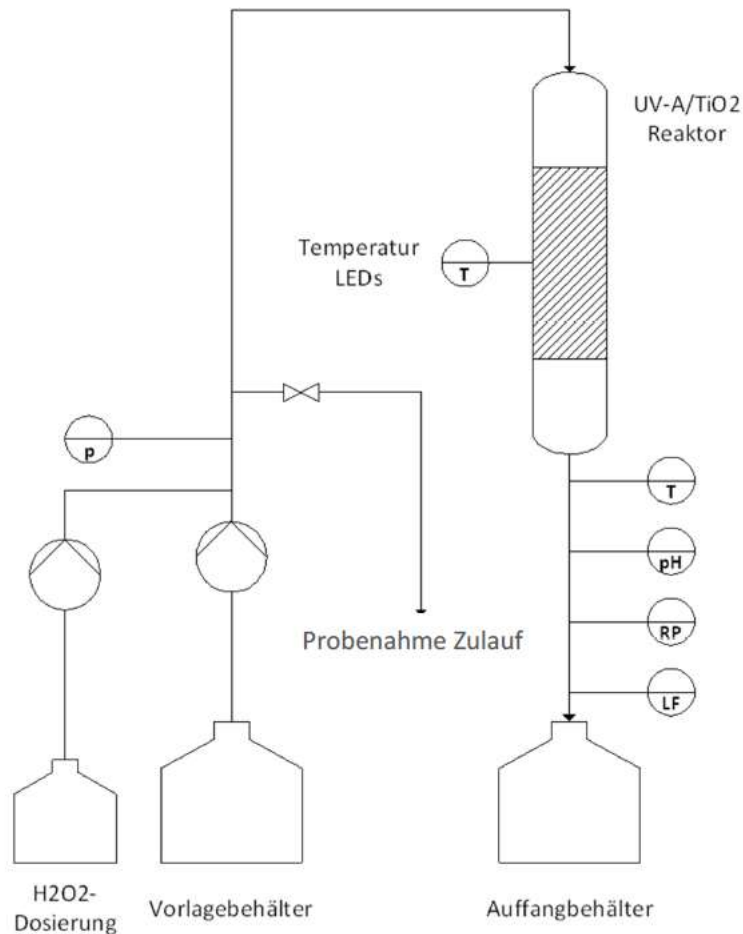 UV-A/TiO2
Reaktor
Temperatur
LEDs
T
p
T
pH
RP
LF
Probenahme Zulauf
H2O2-
Dosierung
Vorlagebehälter
Auffangbehälter